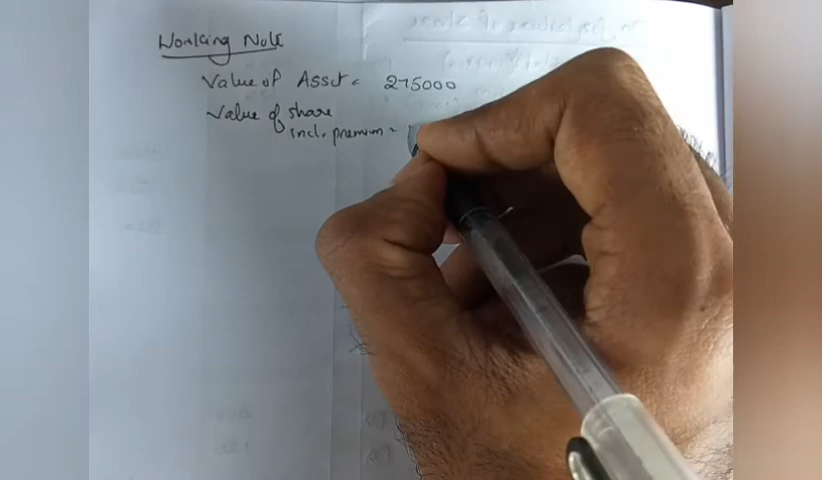 Working Note
Value of Asset = 275000
Value of share
incl. premium =